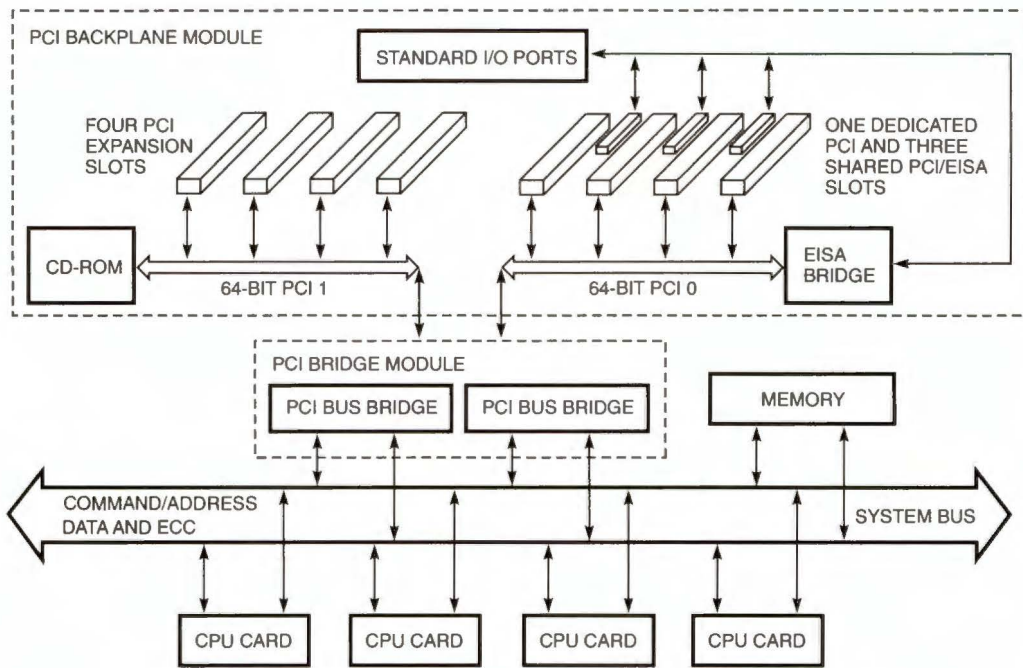 PCI BACKPLANE MODULE
STANDARD I/O PORTS
FOUR PCI
EXPANSION
SLOTS
ONE DEDICATED
PCI AND THREE
SHARED PCI/EISA
SLOTS
CD-ROM
64-BIT PCI 1
64-BIT PCI 0
EISA
BRIDGE
PCI BRIDGE MODULE
PCI BUS BRIDGE
PCI BUS BRIDGE
MEMORY
COMMAND/ADDRESS
DATA AND ECC
SYSTEM BUS
CPU CARD
CPU CARD
CPU CARD
CPU CARD